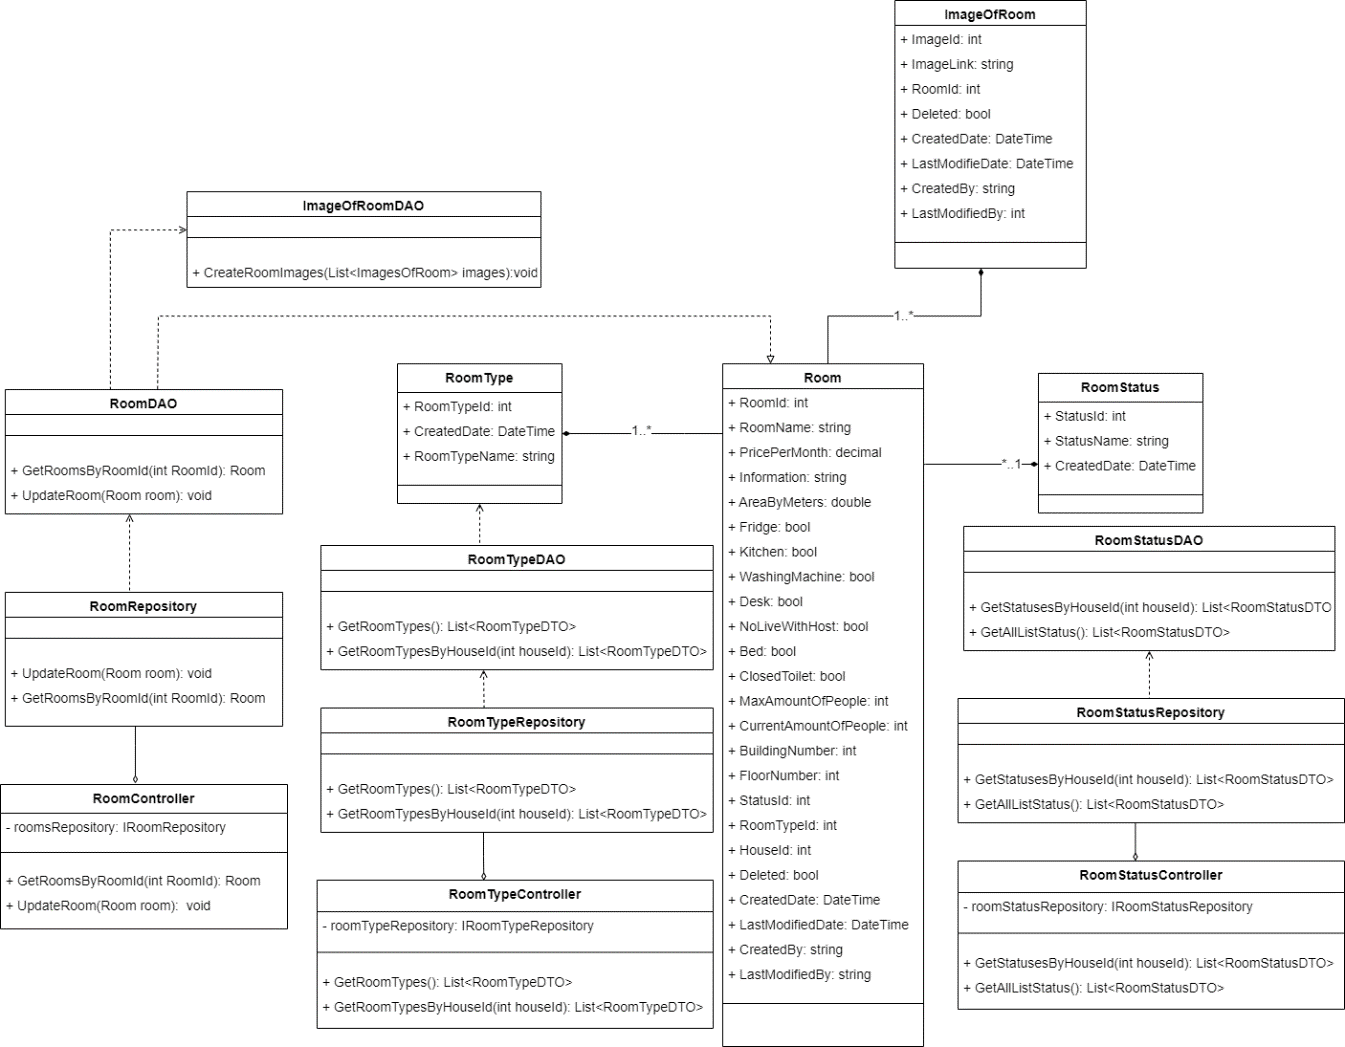 ImageOfRoom
+ ImageId: int
+ ImageLink: string
+ RoomId: int
+ Deleted: bool
+ CreatedDate: DateTime
+ LastModifieDate: DateTime
+ CreatedBy: string
+ LastModifiedBy: int
ImageOfRoomDAO
+ CreateRoomImages(List<ImagesOfRoom> images):void
1..*
RoomDAO
+ GetRoomsByRoomId(int RoomId): Room
+ UpdateRoom(Room room): void
RoomType
+ RoomTypeId: int
+ CreatedDate: DateTime
+ RoomTypeName: string
1..*
Room
+ RoomId: int
+ RoomName: string
+ PricePerMonth: decimal
+ Information: string
+ AreaByMeters: double
+ Fridge: bool
+ Kitchen: bool
+ WashingMachine: bool
+ Desk: bool
+ NoLiveWithHost: bool
+ Bed: bool
+ ClosedToilet: bool
+ MaxAmountOfPeople: int
+ CurrentAmountOfPeople: int
+ BuildingNumber: int
+ FloorNumber: int
+ StatusId: int
+ RoomTypeId: int
+ HouseId: int
+ Deleted: bool
+ CreatedDate: DateTime
+ LastModifiedDate: DateTime
+ CreatedBy: string
+ LastModifiedBy: string
*..1
RoomStatus
+ StatusId: int
+ StatusName: string
+ CreatedDate: DateTime
RoomRepository
+ UpdateRoom(Room room): void
+ GetRoomsByRoomId(int RoomId): Room
RoomController
- roomsRepository: IRoomRepository
+ GetRoomsByRoomId(int RoomId): Room
+ UpdateRoom(Room room): void
RoomTypeDAO
+ GetRoomTypes(): List<RoomTypeDTO>
+ GetRoomTypesByHouseId(int houseId): List<RoomTypeDTO>
RoomTypeRepository
+ GetRoomTypes(): List<RoomTypeDTO>
+ GetRoomTypesByHouseId(int houseId): List<RoomTypeDTO>
RoomTypeController
- roomTypeRepository: IRoomTypeRepository
+ GetRoomTypes(): List<RoomTypeDTO>
+ GetRoomTypesByHouseId(int houseId): List<RoomTypeDTO>
RoomStatusDAO
+ GetStatusesByHouseId(int houseId): List<RoomStatusDTO
+ GetAllListStatus(): List<RoomStatusDTO>
RoomStatusRepository
+ GetStatusesByHouseId(int houseId): List<RoomStatusDTO>
+ GetAllListStatus(): List<RoomStatusDTO>
RoomStatusController
- roomStatusRepository: IRoomStatusRepository
+ GetStatusesByHouseId(int houseId): List<RoomStatusDTO>
+ GetAllListStatus(): List<RoomStatusDTO>